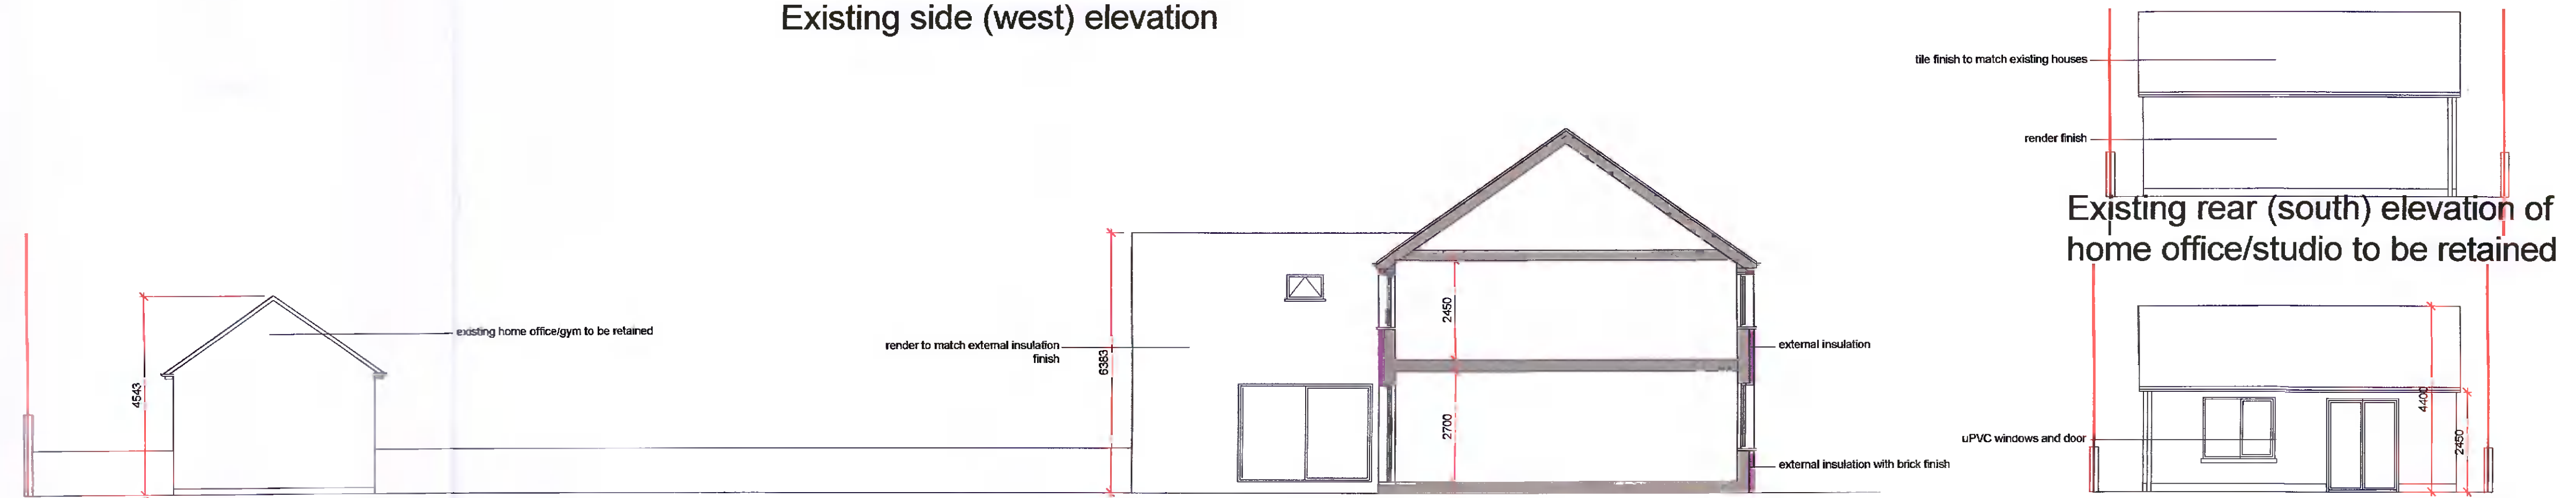 Existing side (west) elevation
tile finish to match existing houses
render finish
Existing rear (south) elevation of
home office/studio to be retained
existing home office/gym to be retained
4543
render to match external insulation
finish
6383
2450
2700
external insulation
external insulation with brick finish
uPVC windows and door
4400
2450